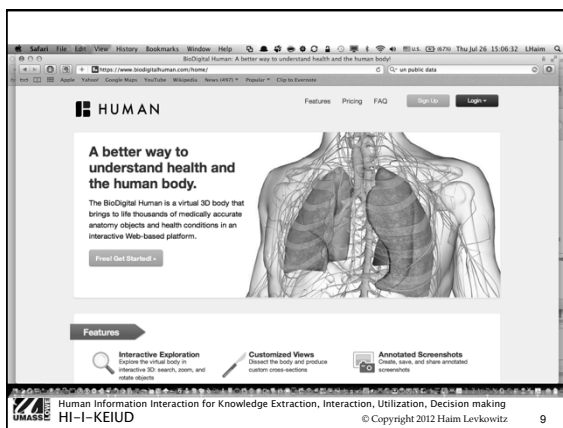 Safari File Edit View History Bookmarks Window Help U.S. (67%) Thu Jul 26 15:06:32 LHaim
BioDigital Human: A better way to understand health and the human body!
https://www.biodigitalhuman.com/home/ un public data
Apple Yahoo! Google Maps YouTube Wikipedia News (497) Popular Clip to Evernote
HUMAN Features Pricing FAQ Sign Up Login
A better way to
understand health and
the human body.
The BioDigital Human is a virtual 3D body that
brings to life thousands of medically accurate
anatomy objects and health conditions in an
interactive Web-based platform.
Free! Get Started! »
Features
Interactive Exploration
Explore the virtual body in
interactive 3D: search, zoom, and
rotate objects
Customized Views
Dissect the body and produce
custom cross-sections
Annotated Screenshots
Create, save, and share annotated
screenshots
UMASS LOWELL
Human Information Interaction for Knowledge Extraction, Interaction, Utilization, Decision making
HI-I-KEIUD © Copyright 2012 Haim Levkowitz 9